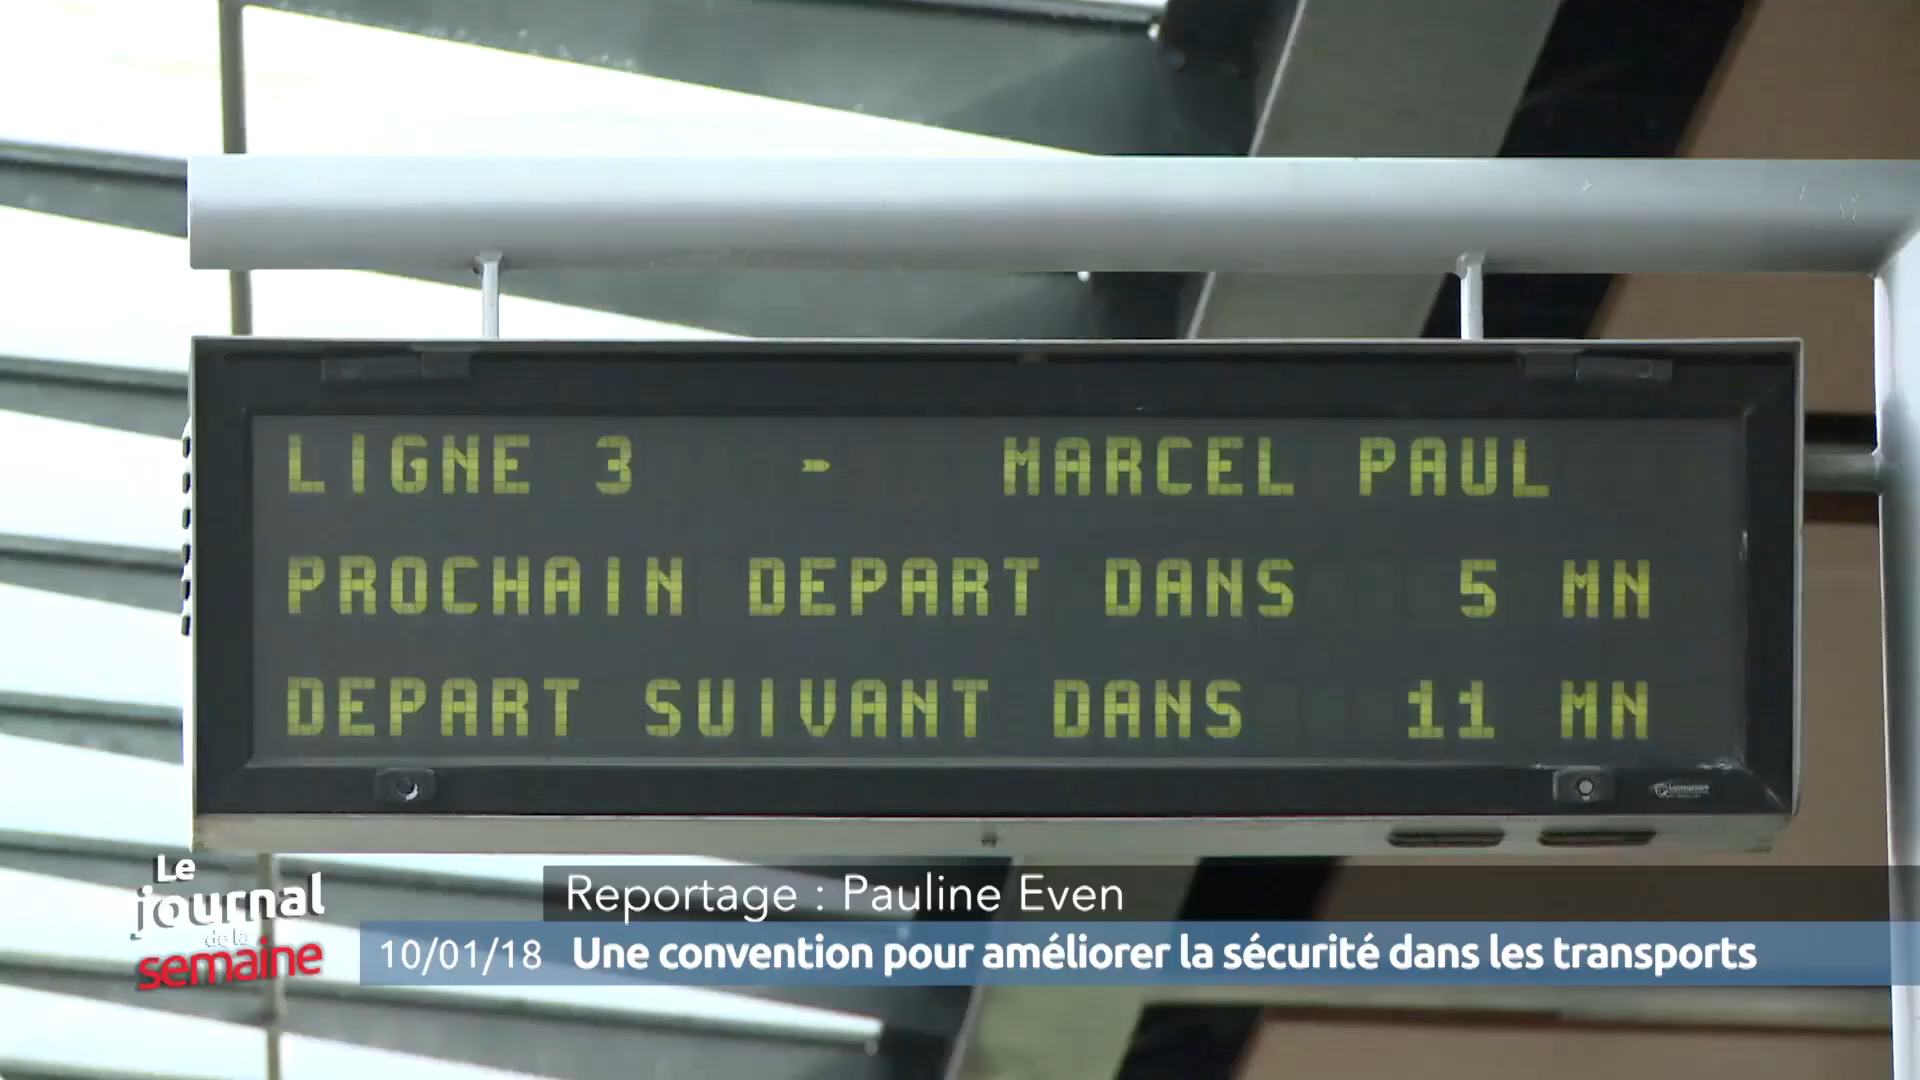 LIGNE 3 - MARCEL PAUL
PROCHAIN DEPART DANS 5 MN
DEPART SUIVANT DANS 11 MN
Le
journal
de la
semaine
Reportage : Pauline Even
10/01/18 Une convention pour améliorer la sécurité dans les transports